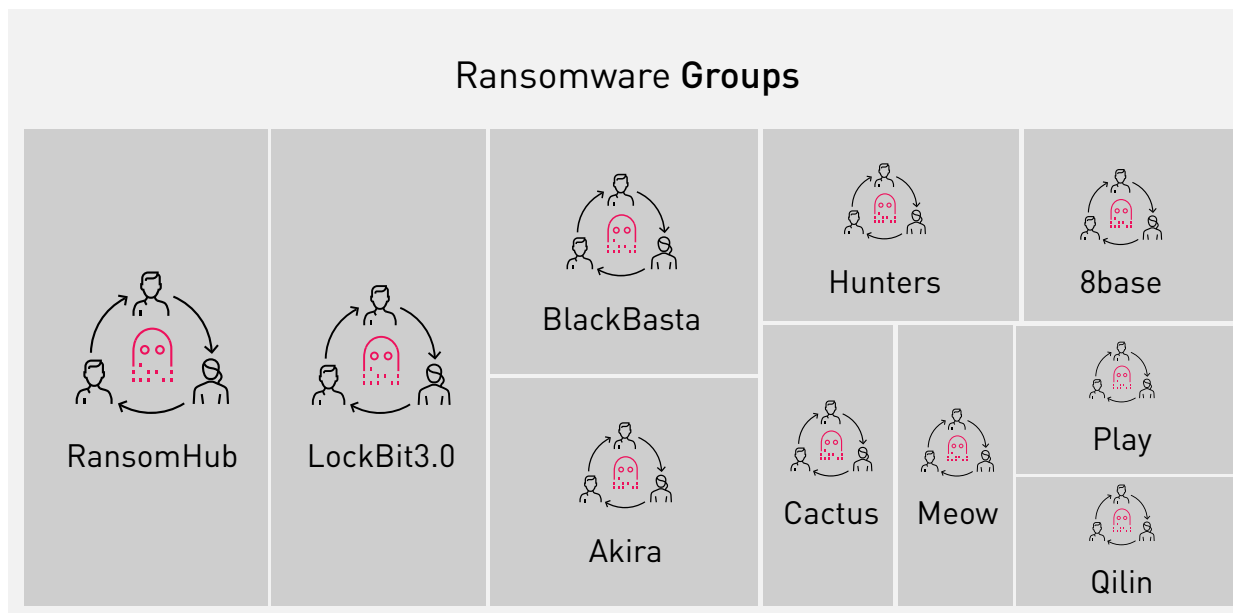 Ransomware Groups
RansomHub
LockBit3.0
BlackBasta
Akira
Hunters
8base
Cactus
Meow
Play
Qilin